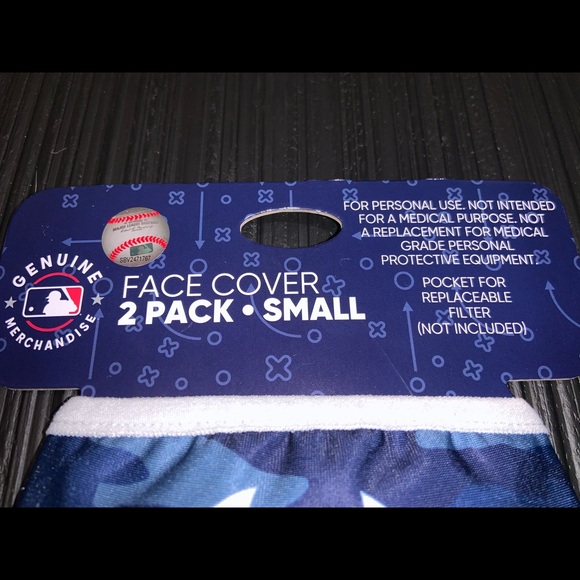 GENUINE
MERCHANDISE
SBV2471767
FACE COVER
2 PACK • SMALL
FOR PERSONAL USE. NOT INTENDED
FOR A MEDICAL PURPOSE. NOT
A REPLACEMENT FOR MEDICAL
GRADE PERSONAL
PROTECTIVE EQUIPMENT.
POCKET FOR
REPLACEABLE
FILTER
(NOT INCLUDED)